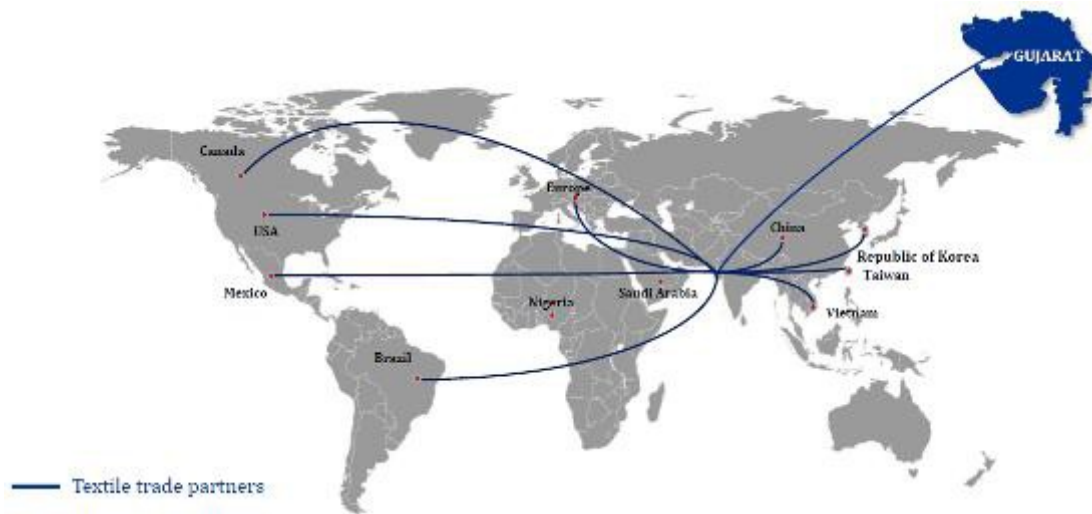 GUJARAT
Canada
Europe
USA
China
Republic of Korea
Taiwan
Mexico
Saudi Arabia
Nigeria
Vietnam
Brazil
Textile trade partners